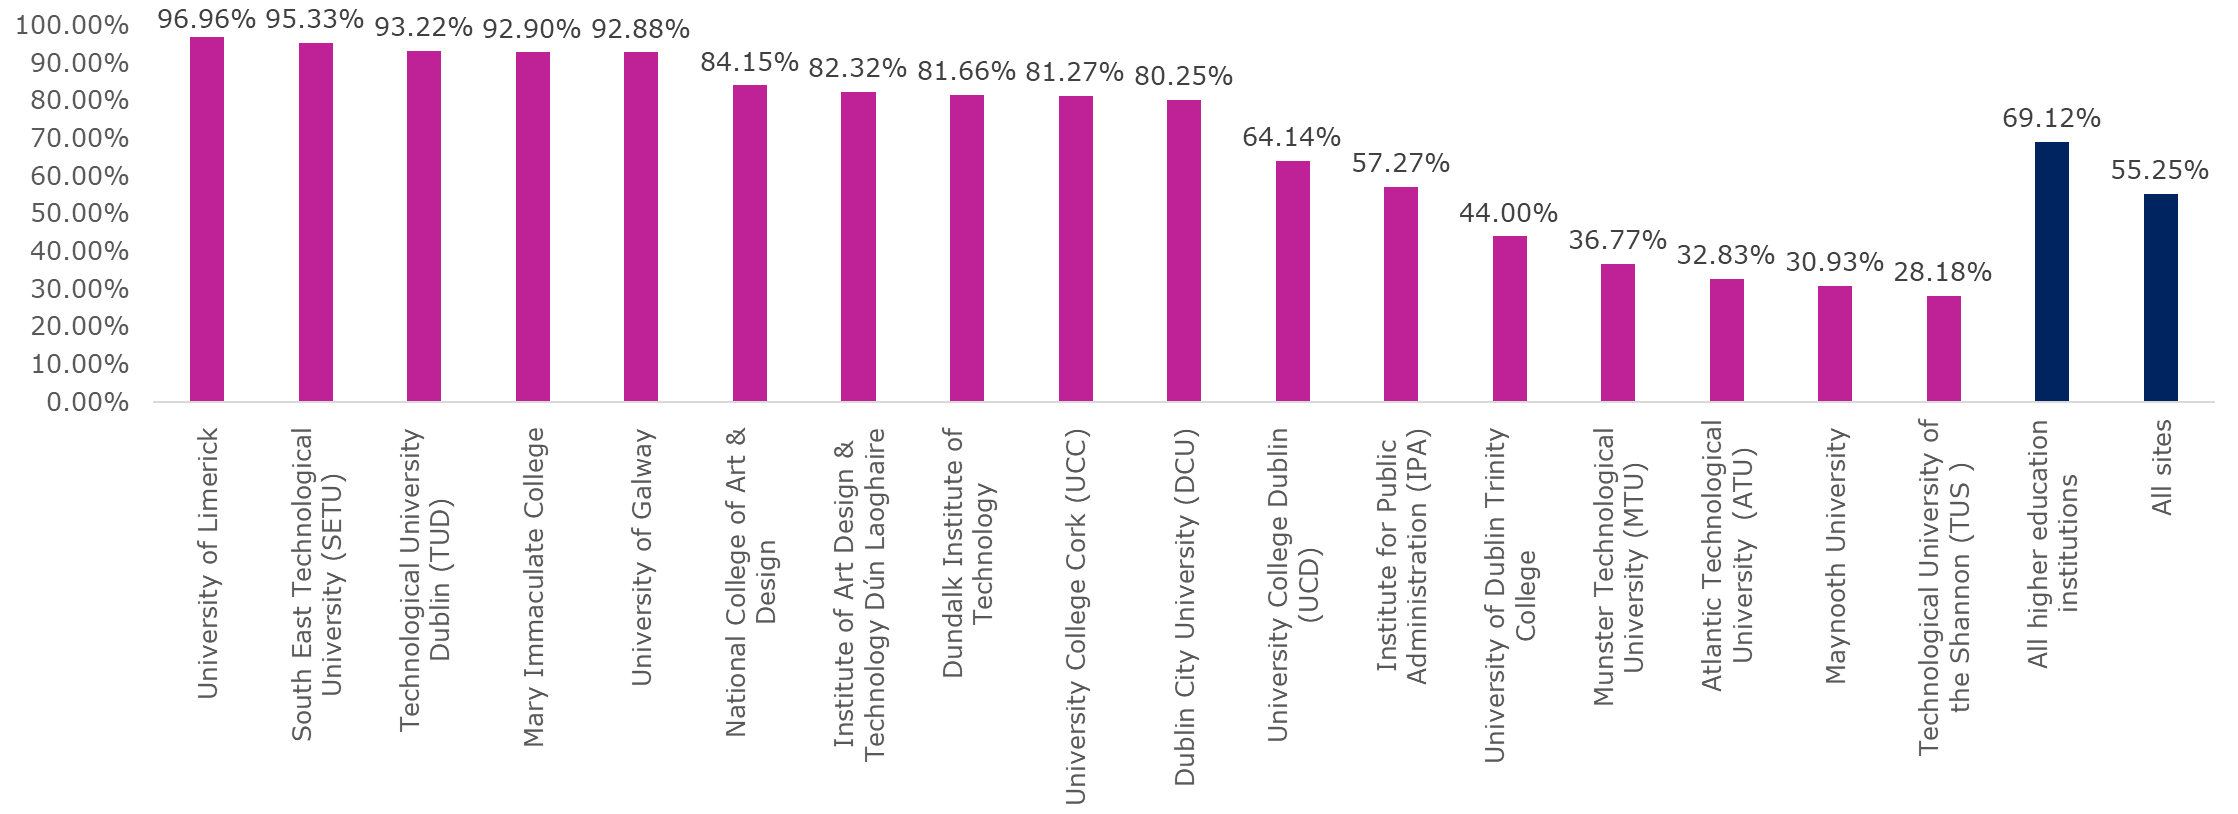 100.00%
90.00%
80.00%
70.00%
60.00%
50.00%
40.00%
30.00%
20.00%
10.00%
0.00%
96.96%
95.33%
93.22%
92.90%
92.88%
84.15%
82.32%
81.66%
81.27%
80.25%
64.14%
57.27%
44.00%
36.77%
32.83%
30.93%
28.18%
69.12%
55.25%
University of Limerick
South East Technological
University (SETU)
Technological University
Dublin (TUD)
Mary Immaculate College
University of Galway
National College of Art &
Design
Institute of Art Design &
Technology Dún Laoghaire
Dundalk Institute of
Technology
University College Cork (UCC)
Dublin City University (DCU)
University College Dublin
(UCD)
Institute for Public
Administration (IPA)
University of Dublin Trinity
College
Munster Technological
University (MTU)
Atlantic Technological
University  (ATU)
Maynooth University
Technological University of
the Shannon (TUS )
All higher education
institutions
All sites